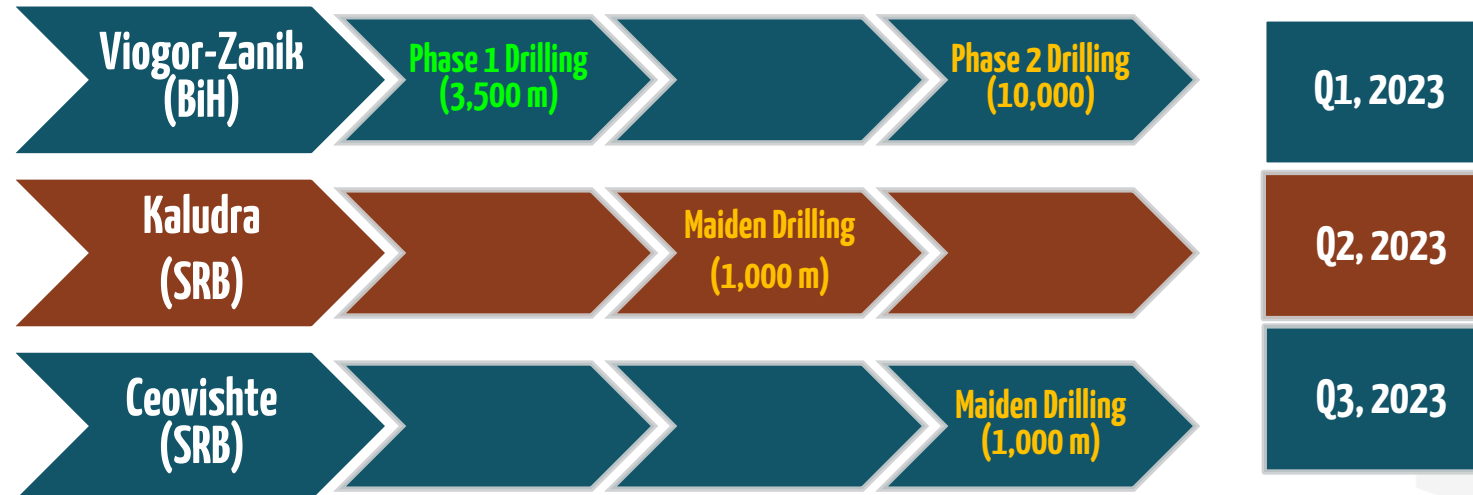 Viogor-Zanik
(BiH)
Phase 1 Drilling
(3,500 m)
Phase 2 Drilling
(10,000)
Q1, 2023
Kaludra
(SRB)
Maiden Drilling
(1,000 m)
Q2, 2023
Ceovishte
(SRB)
Maiden Drilling
(1,000 m)
Q3, 2023